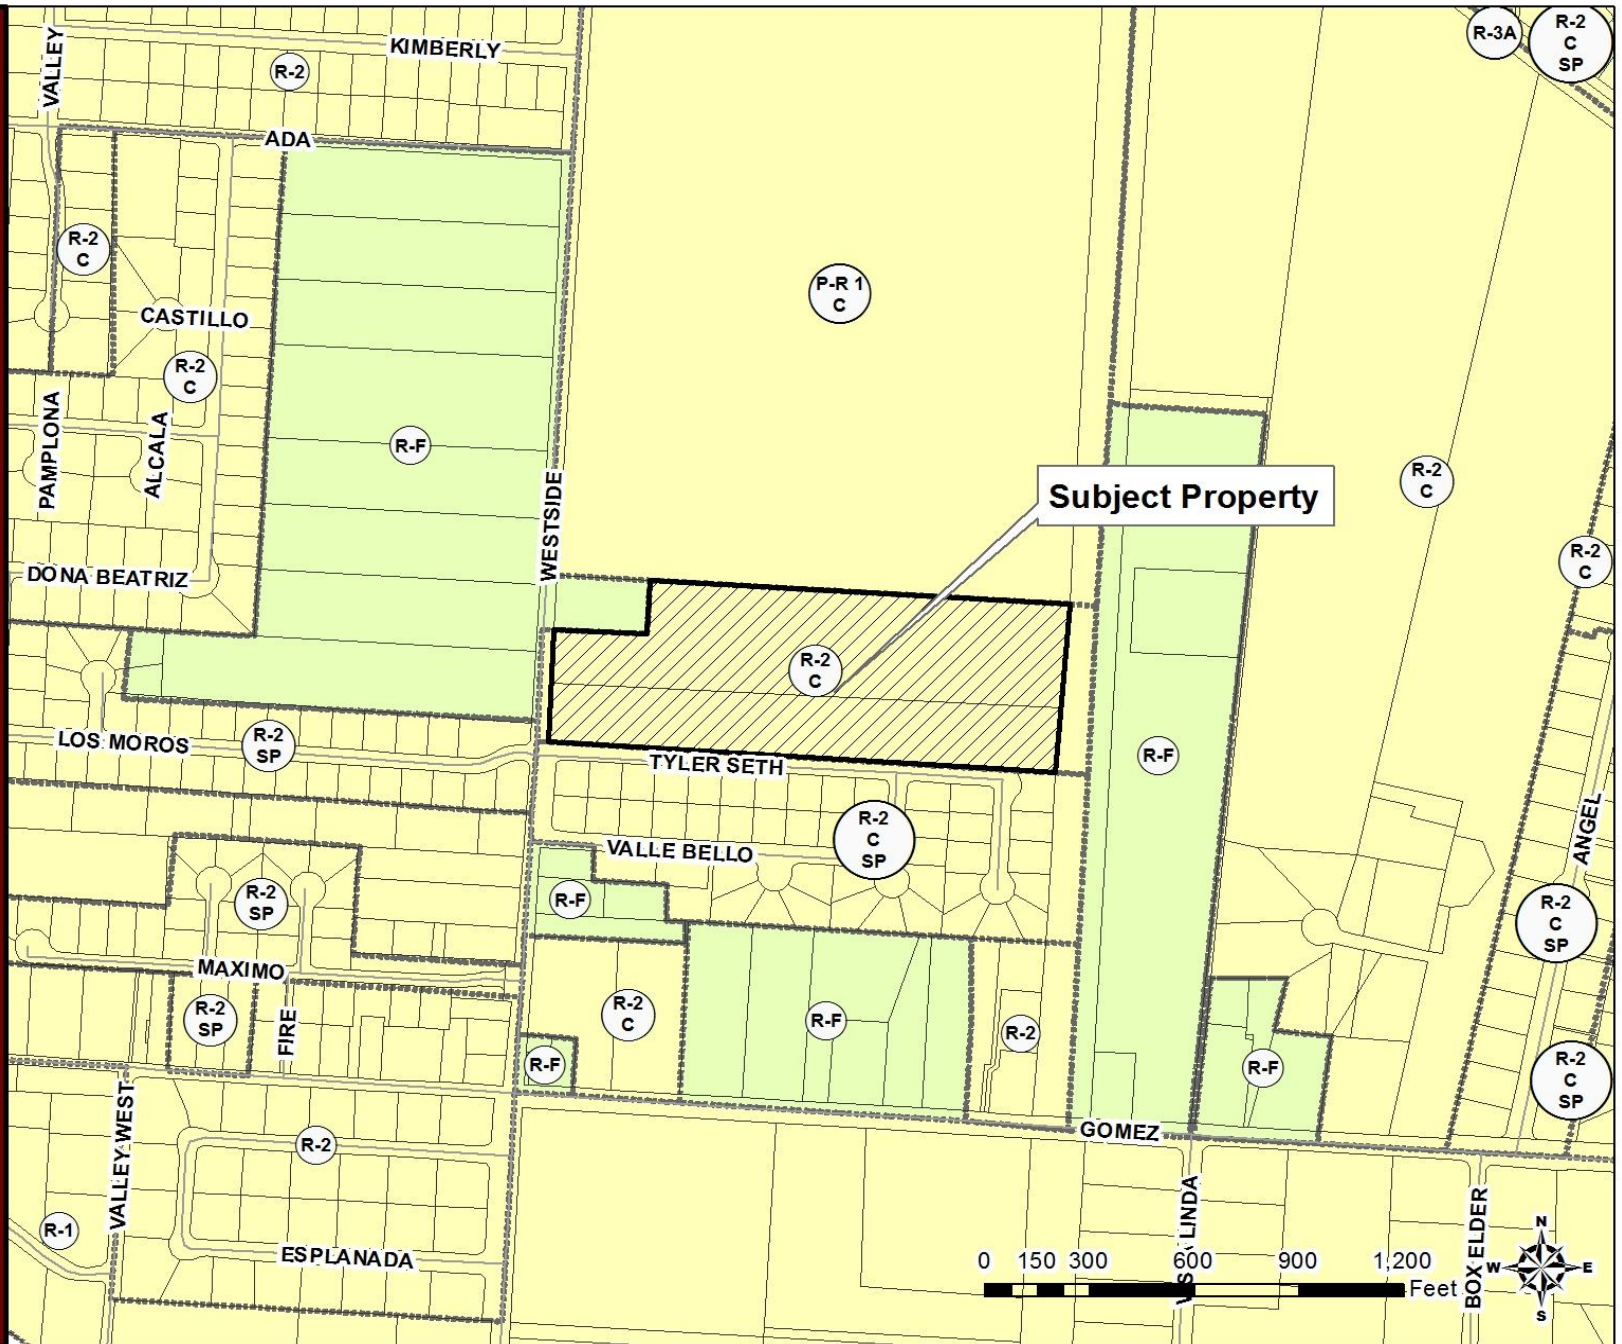 KIMBERLY
VALLEY
R-2
R-3A
R-2
C
SP
ADA
R-2
C
P-R 1
C
CASTILLO
R-2
C
PAMPLONA
ALCALA
R-F
WESTSIDE
Subject Property
R-2
C
R-2
C
DONA BEATRIZ
R-2
C
LOS MOROS
R-2
SP
TYLER SETH
R-F
R-2
C
SP
VALLE BELLO
ANGEL
R-F
R-2
SP
R-2
C
SP
MAXIMO
R-2
SP
FIRE
R-2
C
R-F
R-2
R-F
R-F
R-2
C
SP
VALLEY WEST
GOMEZ
R-2
R-1
ESPLANADA
LINDA
BOX ELDER
0 150 300 600 900 1,200
Feet
N
W E
S